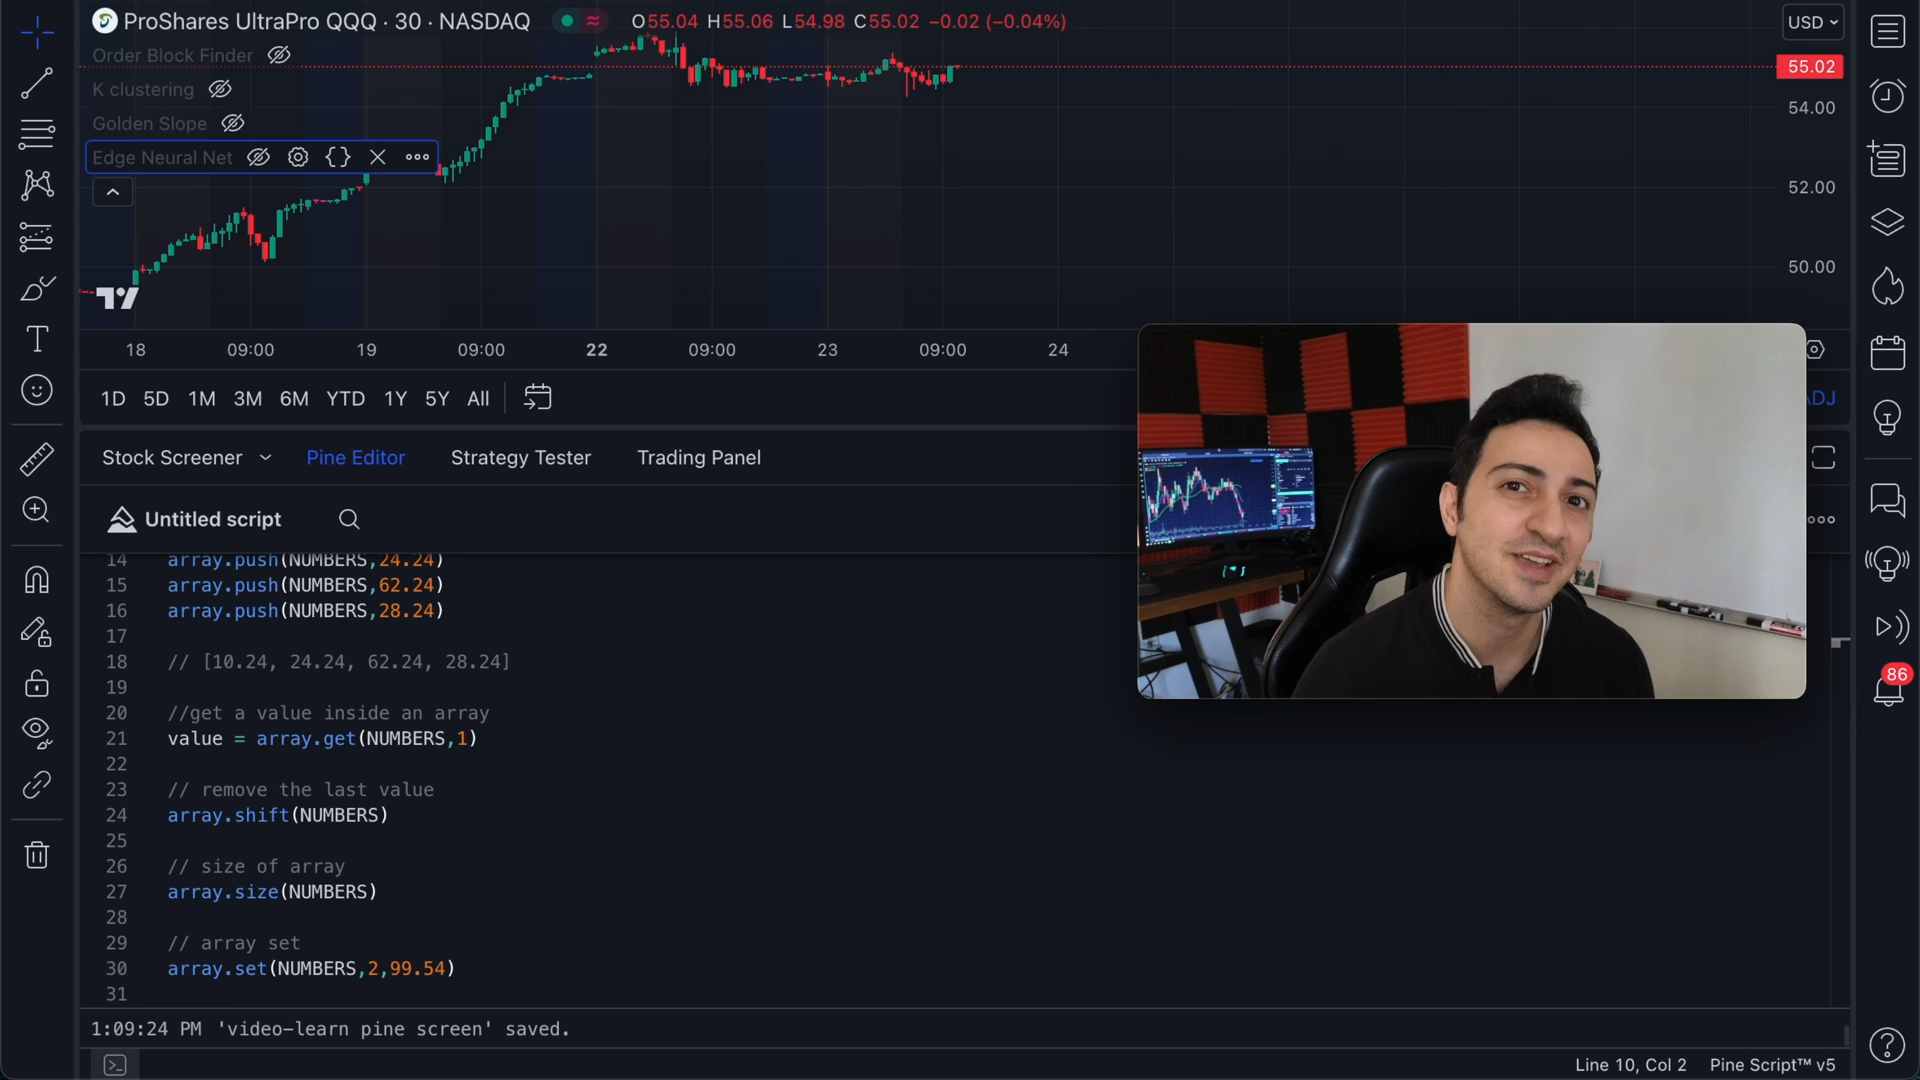 ProShares UltraPro QQQ · 30 · NASDAQ O55.04 H55.06 L54.98 C55.02 −0.02 (−0.04%) USD
Order Block Finder
55.02
K clustering
54.00
Golden Slope
Edge Neural Net {} ✕ •••
52.00
50.00
18 09:00 19 09:00 22 09:00 23 09:00 24
1D 5D 1M 3M 6M YTD 1Y 5Y All ADJ
Stock Screener Pine Editor Strategy Tester Trading Panel
Untitled script
14 array.push(NUMBERS,24.24)
15 array.push(NUMBERS,62.24)
16 array.push(NUMBERS,28.24)
17
18 // [10.24, 24.24, 62.24, 28.24]
19
20 //get a value inside an array
21 value = array.get(NUMBERS,1)
22
23 // remove the last value
24 array.shift(NUMBERS)
25
26 // size of array
27 array.size(NUMBERS)
28
29 // array set
30 array.set(NUMBERS,2,99.54)
31
86
1:09:24 PM 'video-learn pine screen' saved.
Line 10, Col 2 Pine Script™ v5